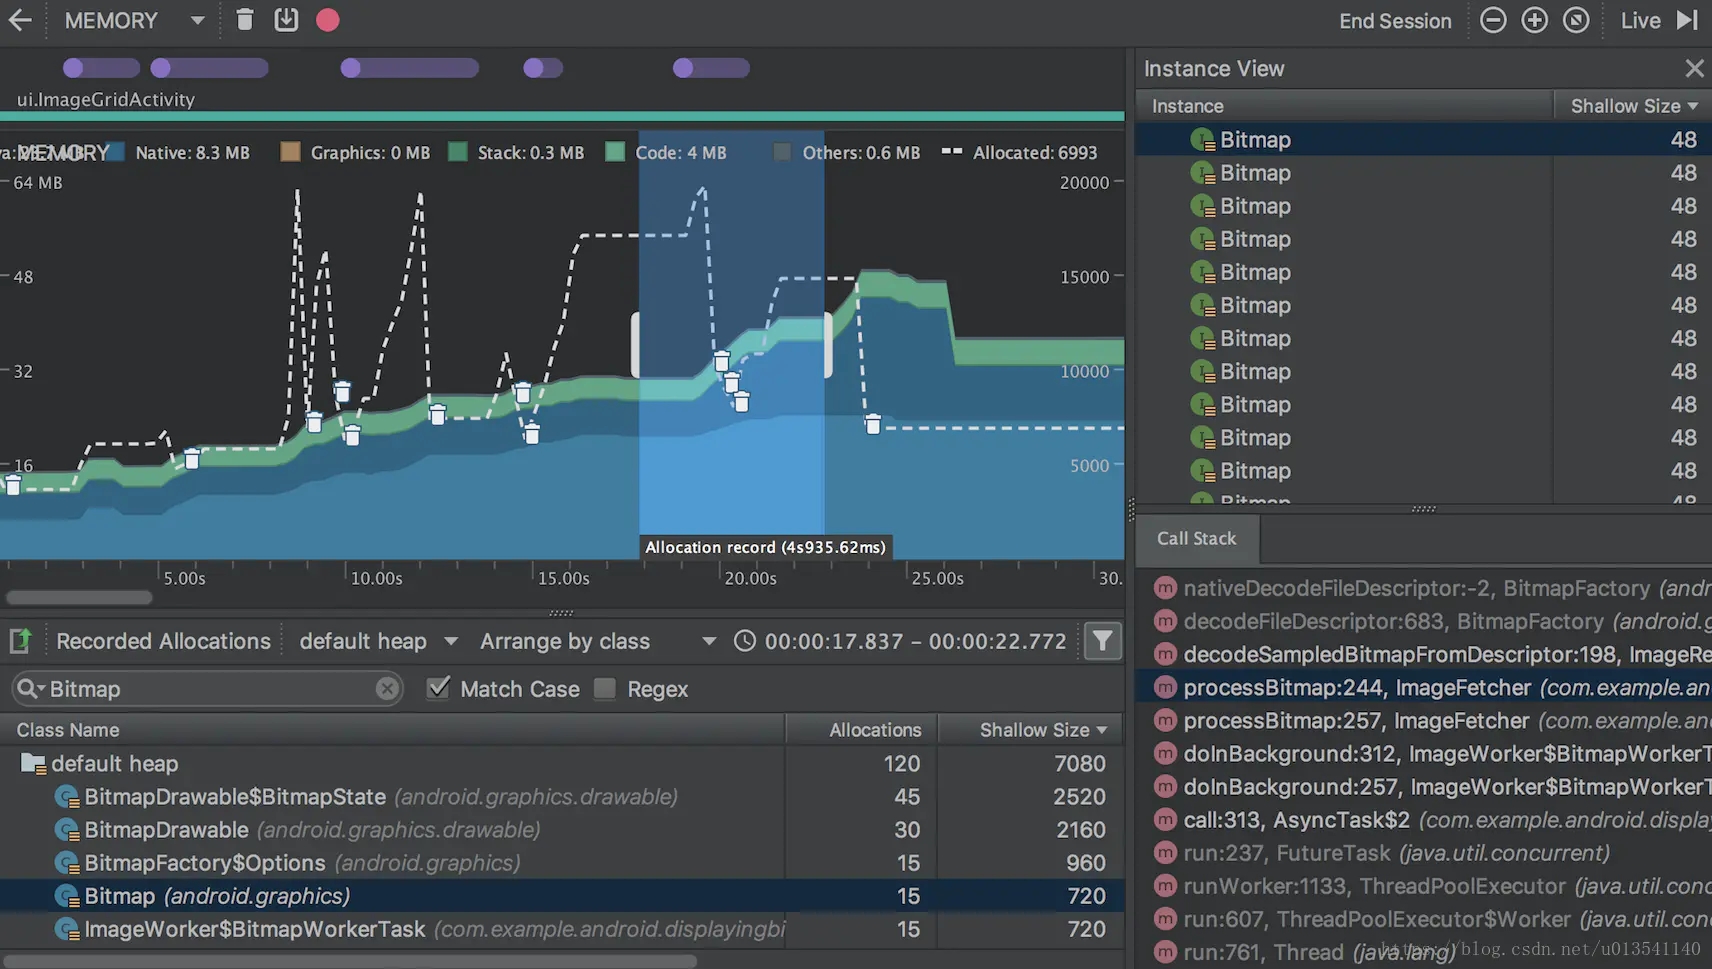 MEMORY
End Session
Live
ui.ImageGridActivity
MEMORY
Native: 8.3 MB
Graphics: 0 MB
Stack: 0.3 MB
Code: 4 MB
Others: 0.6 MB
Allocated: 6993
64 MB
48
32
16
20000
15000
10000
5000
Allocation record (4s935.62ms)
5.00s
10.00s
15.00s
20.00s
25.00s
30.
Recorded Allocations
default heap
Arrange by class
00:00:17.837 – 00:00:22.772
Bitmap
Match Case
Regex
Class Name Allocations Shallow Size
default heap 120 7080
BitmapDrawable$BitmapState (android.graphics.drawable) 45 2520
BitmapDrawable (android.graphics.drawable) 30 2160
BitmapFactory$Options (android.graphics) 15 960
Bitmap (android.graphics) 15 720
ImageWorker$BitmapWorkerTask (com.example.android.displayingbi 15 720
Instance View
Instance Shallow Size
Bitmap 48
Bitmap 48
Bitmap 48
Bitmap 48
Bitmap 48
Bitmap 48
Bitmap 48
Bitmap 48
Bitmap 48
Bitmap 48
Bitmap 48
Bitmap 48
Call Stack
nativeDecodeFileDescriptor:-2, BitmapFactory (andr
decodeFileDescriptor:683, BitmapFactory (android.g
decodeSampledBitmapFromDescriptor:198, ImageRe
processBitmap:244, ImageFetcher (com.example.an
processBitmap:257, ImageFetcher (com.example.an
doInBackground:312, ImageWorker$BitmapWorkerT
doInBackground:257, ImageWorker$BitmapWorkerT
call:313, AsyncTask$2 (com.example.android.display
run:237, FutureTask (java.util.concurrent)
runWorker:1133, ThreadPoolExecutor (java.util.conc
run:607, ThreadPoolExecutor$Worker (java.util.con
run:761, Thread (java.lang)
https://blog.csdn.net/u013541140